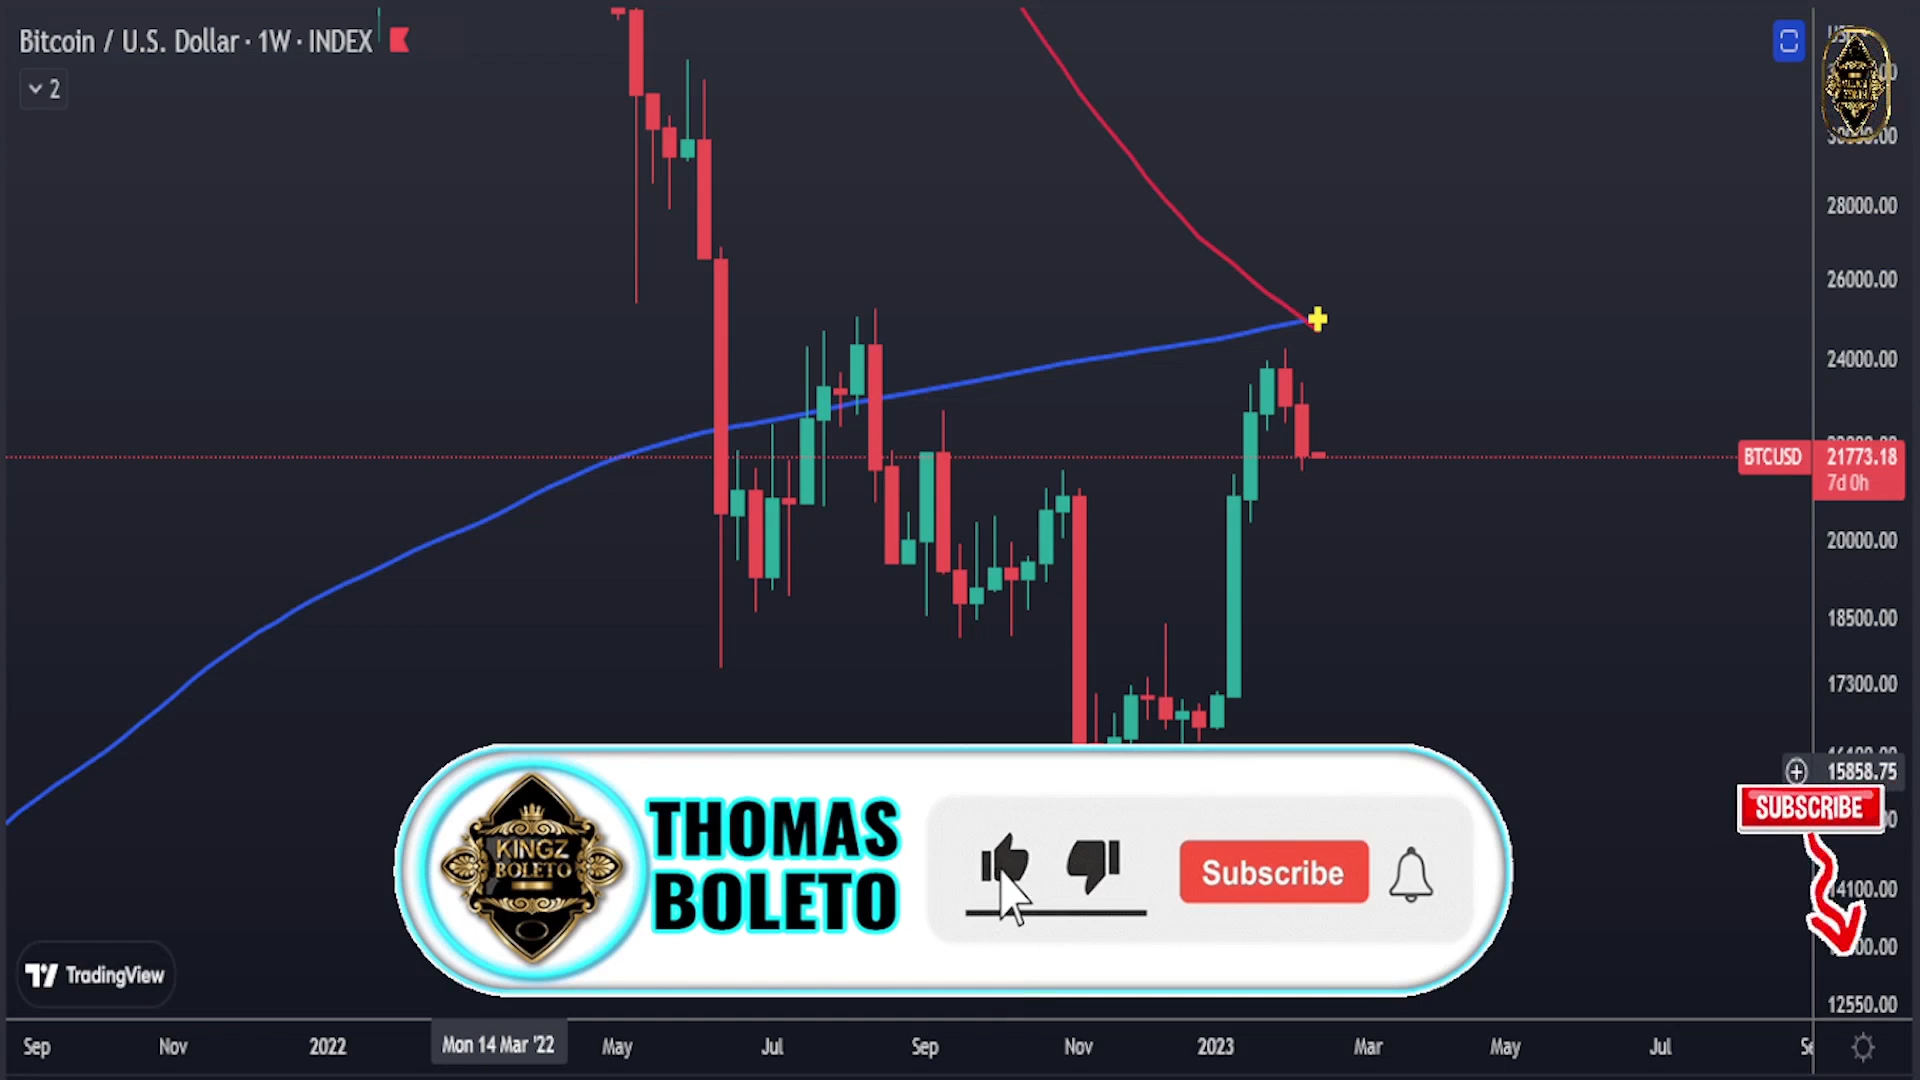 Bitcoin / U.S. Dollar · 1W · INDEX
2
28000.00
26000.00
24000.00
BTCUSD 21773.18
7d 0h
20000.00
18500.00
17300.00
15858.75
SUBSCRIBE
14100.00
12550.00
KINGZ
BOLETO
THOMAS
BOLETO
Subscribe
TradingView
Sep Nov 2022 Mon 14 Mar '22 May Jul Sep Nov 2023 Mar May Jul